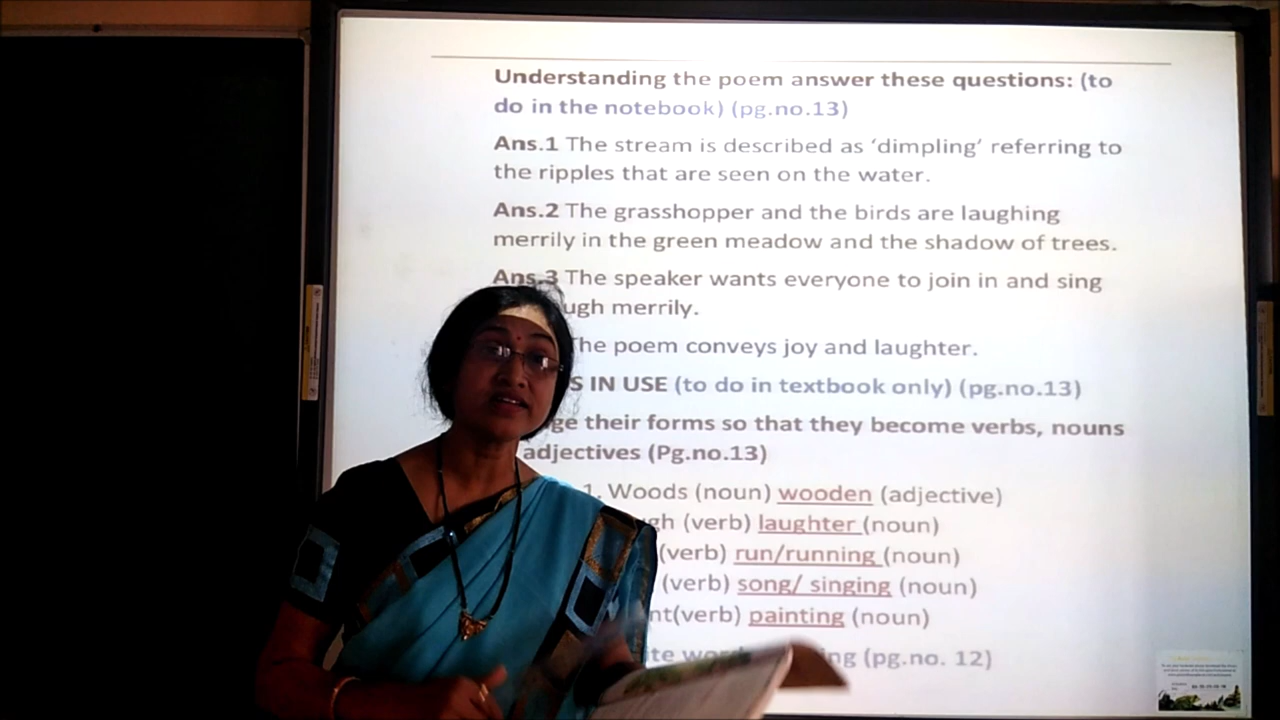 Understanding the poem answer these questions: (to
do in the notebook) (pg.no.13)
Ans.1 The stream is described as ‘dimpling’ referring to
the ripples that are seen on the water.
Ans.2 The grasshopper and the birds are laughing
merrily in the green meadow and the shadow of trees.
Ans.3 The speaker wants everyone to join in and sing
merrily.
The poem conveys joy and laughter.
IN USE (to do in textbook only) (pg.no.13)
their forms so that they become verbs, nouns
adjectives (Pg.no.13)
1. Woods (noun) wooden (adjective)
(verb) laughter (noun)
(verb) run/running (noun)
(verb) song/ singing (noun)
(verb) painting (noun)
(pg.no. 12)